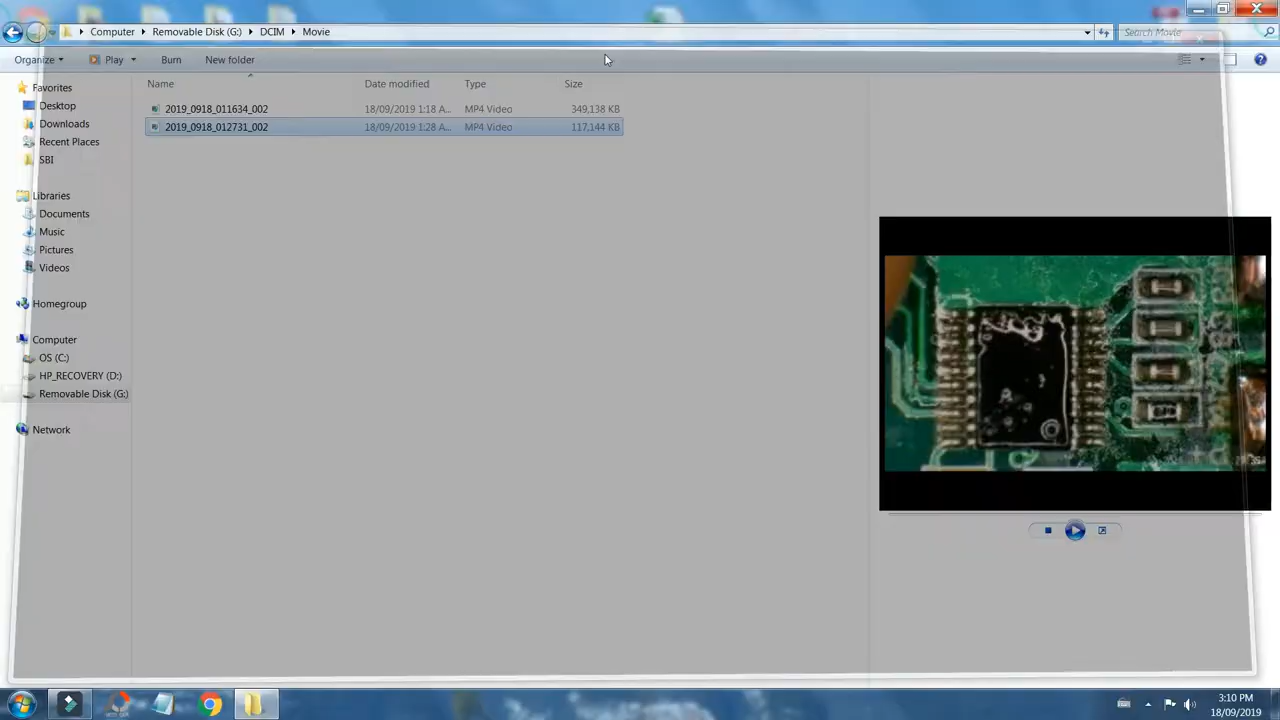 Computer Removable Disk (G:) DCIM Movie Search Movie
Organize Play Burn New folder
Favorites
Desktop
Downloads
Recent Places
SBI
Libraries
Documents
Music
Pictures
Videos
Homegroup
Computer
OS (C:)
HP_RECOVERY (D:)
Removable Disk (G:)
Network
Name Date modified Type Size
2019_0918_011634_002 18/09/2019 1:18 A... MP4 Video 349,138 KB
2019_0918_012731_002 18/09/2019 1:28 A... MP4 Video 117,144 KB
3:10 PM
18/09/2019